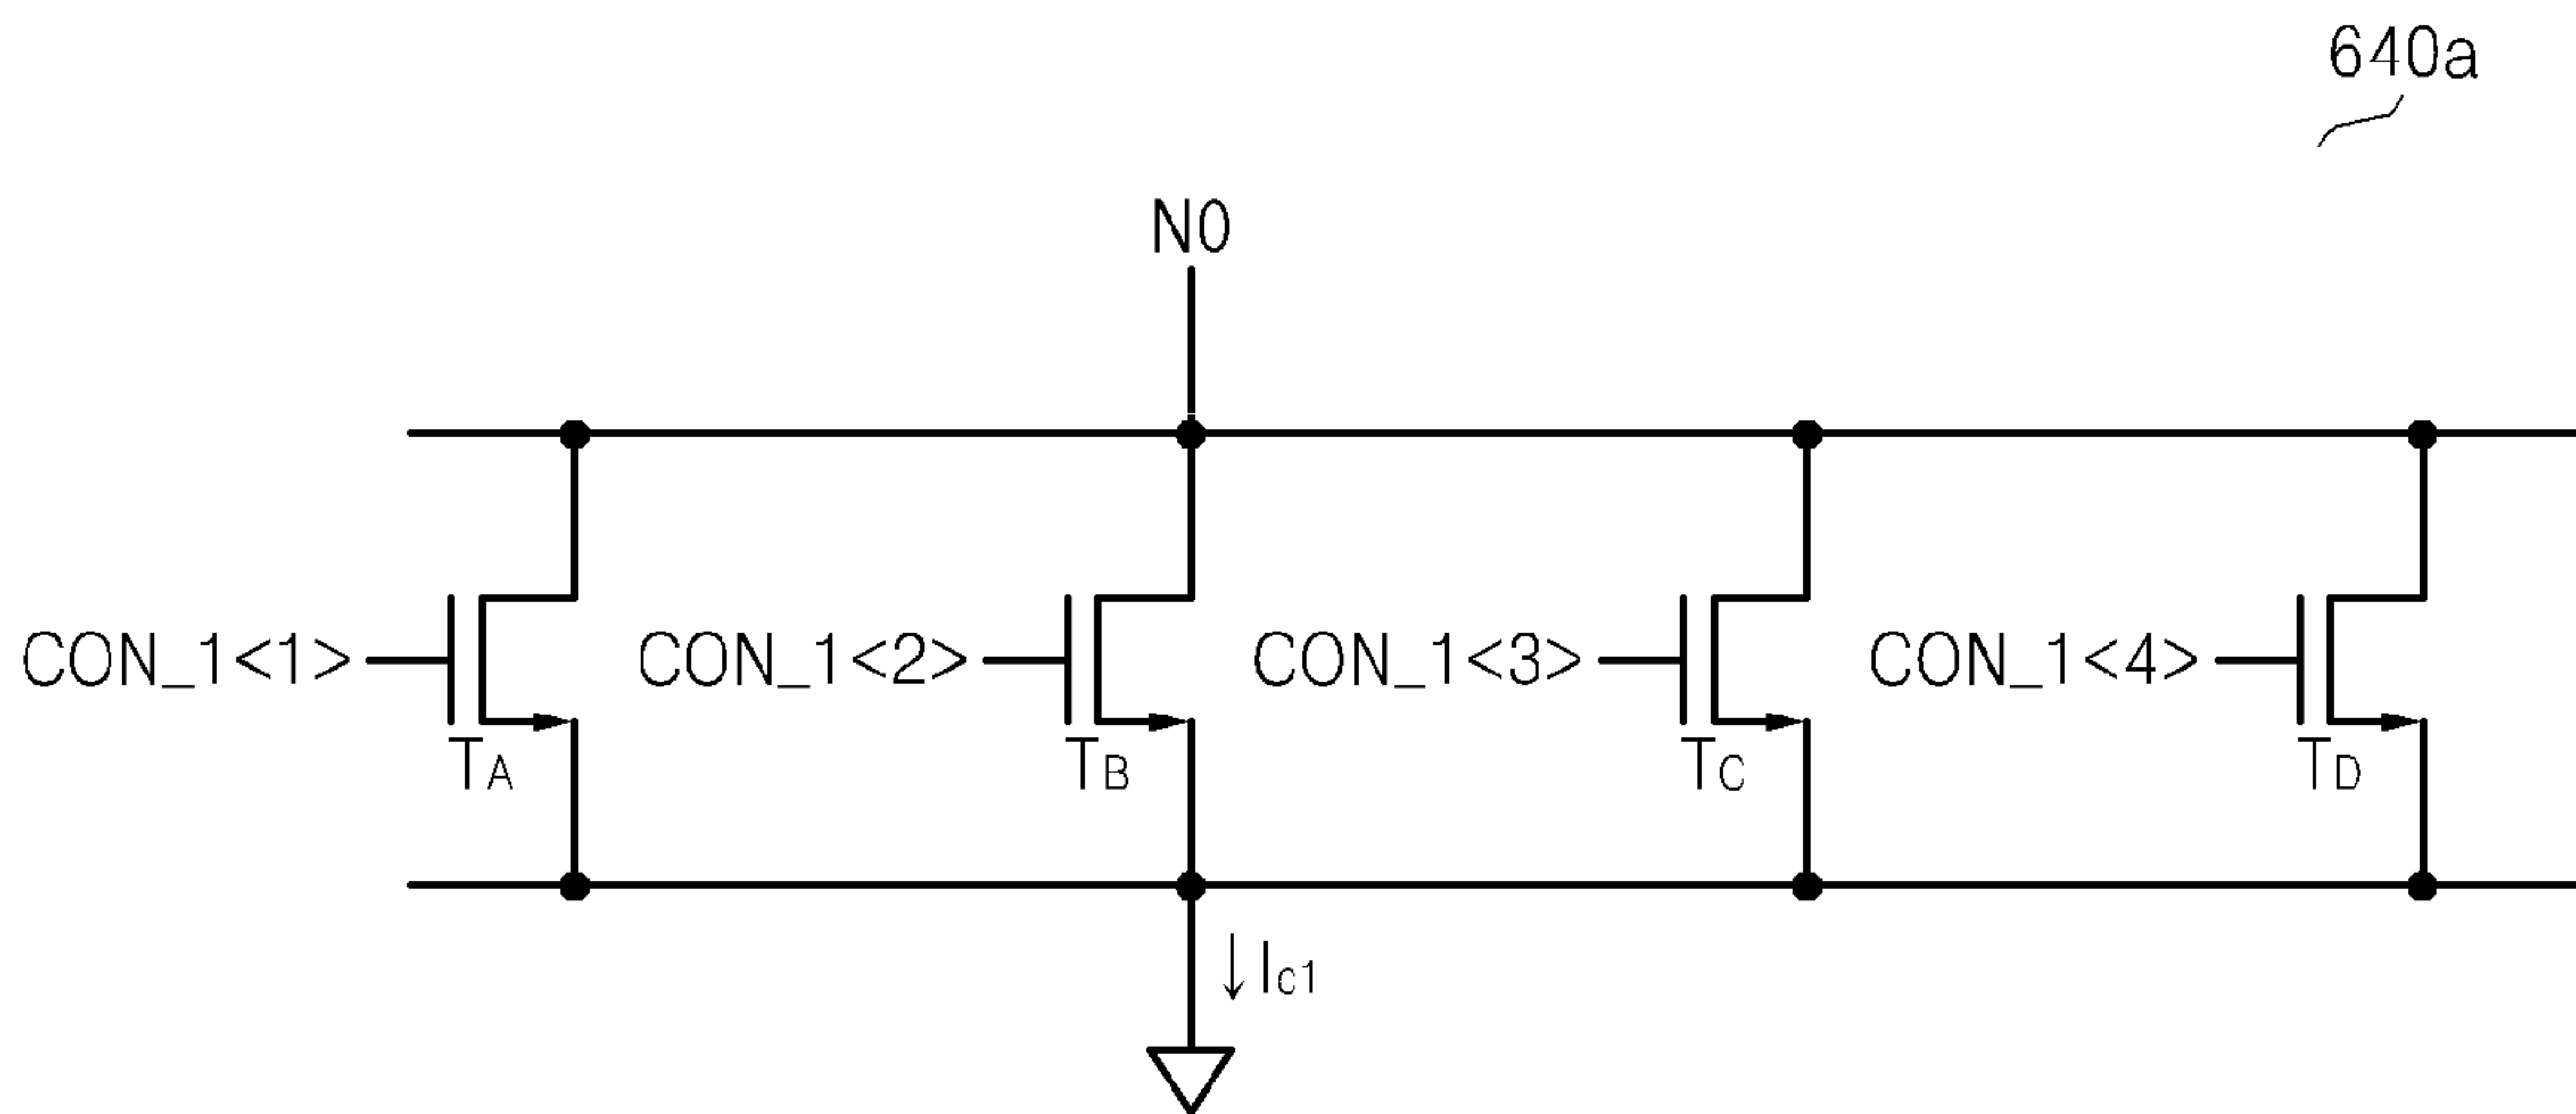 640a
N0
CON_1<1> CON_1<2> CON_1<3> CON_1<4>
TA TB TC TD
↓Ic1